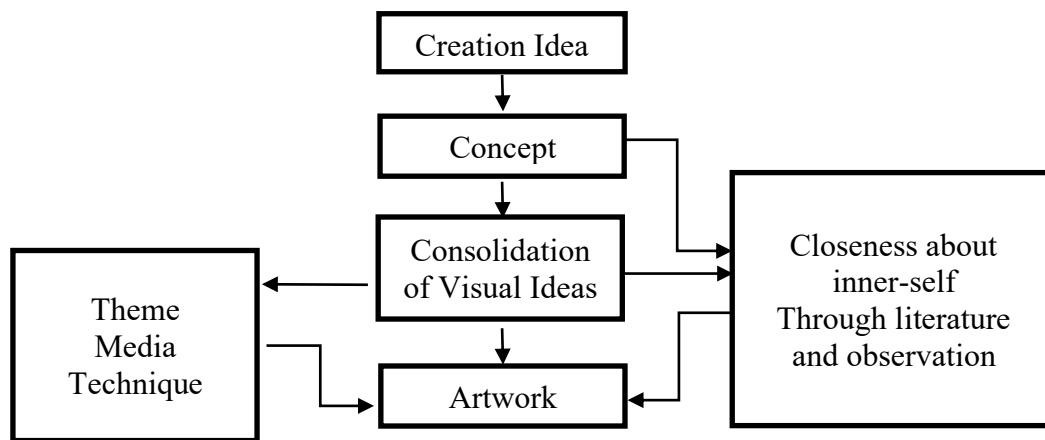 Creation Idea
Concept
Consolidation
of Visual Ideas
Theme
Media
Technique
Closeness about
inner-self
Through literature
and observation
Artwork